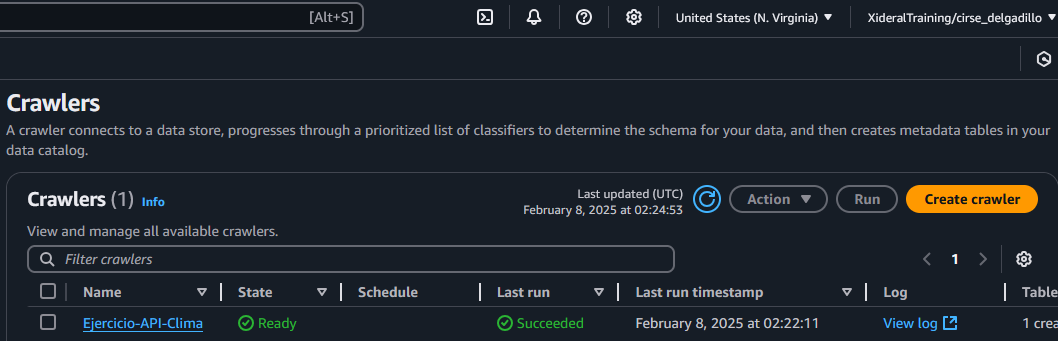 [Alt+S]
United States (N. Virginia)
XideralTraining/cirse_delgadillo
Crawlers
A crawler connects to a data store, progresses through a prioritized list of classifiers to determine the schema for your data, and then creates metadata tables in your
data catalog.
Crawlers (1) Info
Last updated (UTC)
February 8, 2025 at 02:24:53
Action
Run
Create crawler
View and manage all available crawlers.
Filter crawlers
1
Name State Schedule Last run Last run timestamp Log Table
Ejercicio-API-Clima Ready Succeeded February 8, 2025 at 02:22:11 View log 1 crea